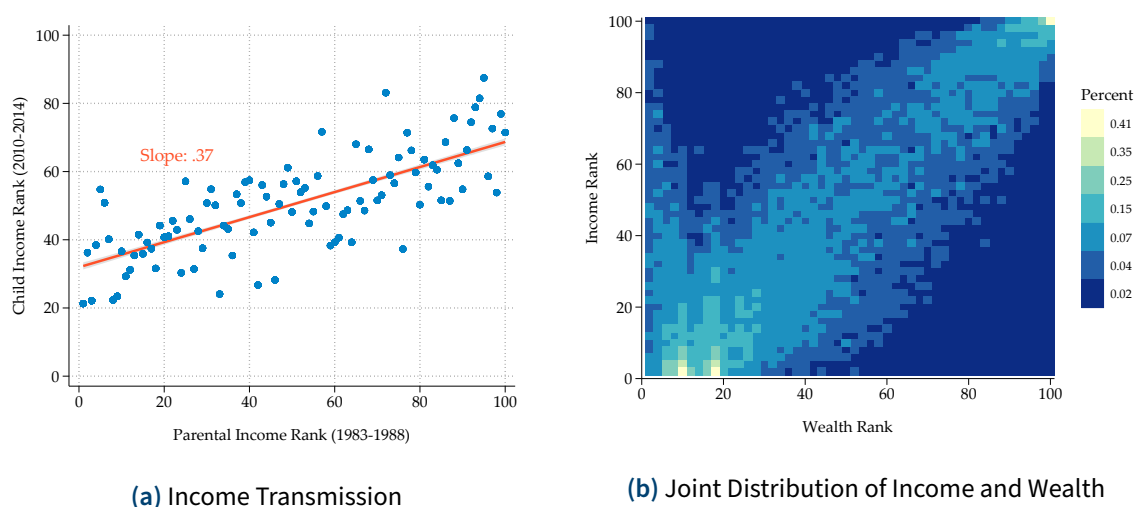 100
80
60
40
20
0
Child Income Rank (2010-2014)
Slope: .37
0 20 40 60 80 100
Parental Income Rank (1983-1988)
(a) Income Transmission
100
80
60
40
20
0
Income Rank
0 20 40 60 80 100
Wealth Rank
Percent
0.41
0.35
0.25
0.15
0.07
0.04
0.02
(b) Joint Distribution of Income and Wealth